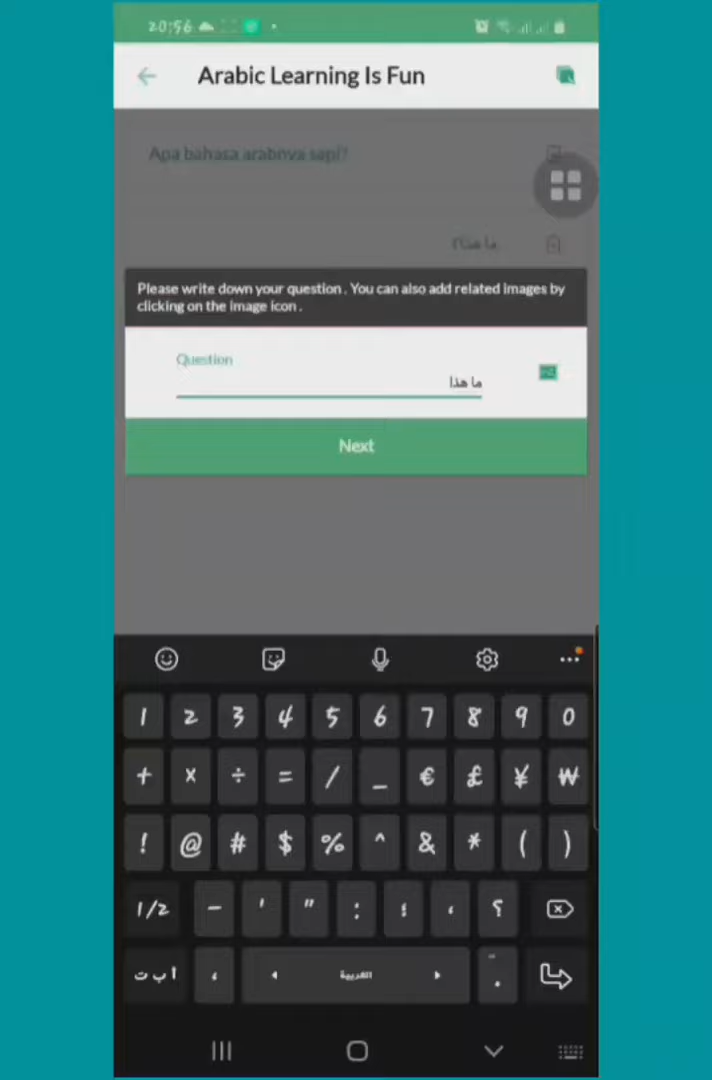 20:56
Arabic Learning Is Fun
Apa bahasa arabnya sapi?
ما هذا؟
Please write down your question. You can also add related images by
clicking on the image icon.
Question
ما هذا
Next
1 2 3 4 5 6 7 8 9 0
+ × ÷ = / _ € £ ¥ ₩
! @ # $ % ^ & * ( )
1/2 - ' " : ؛ ، ؟
أ ب ت ، العربية .